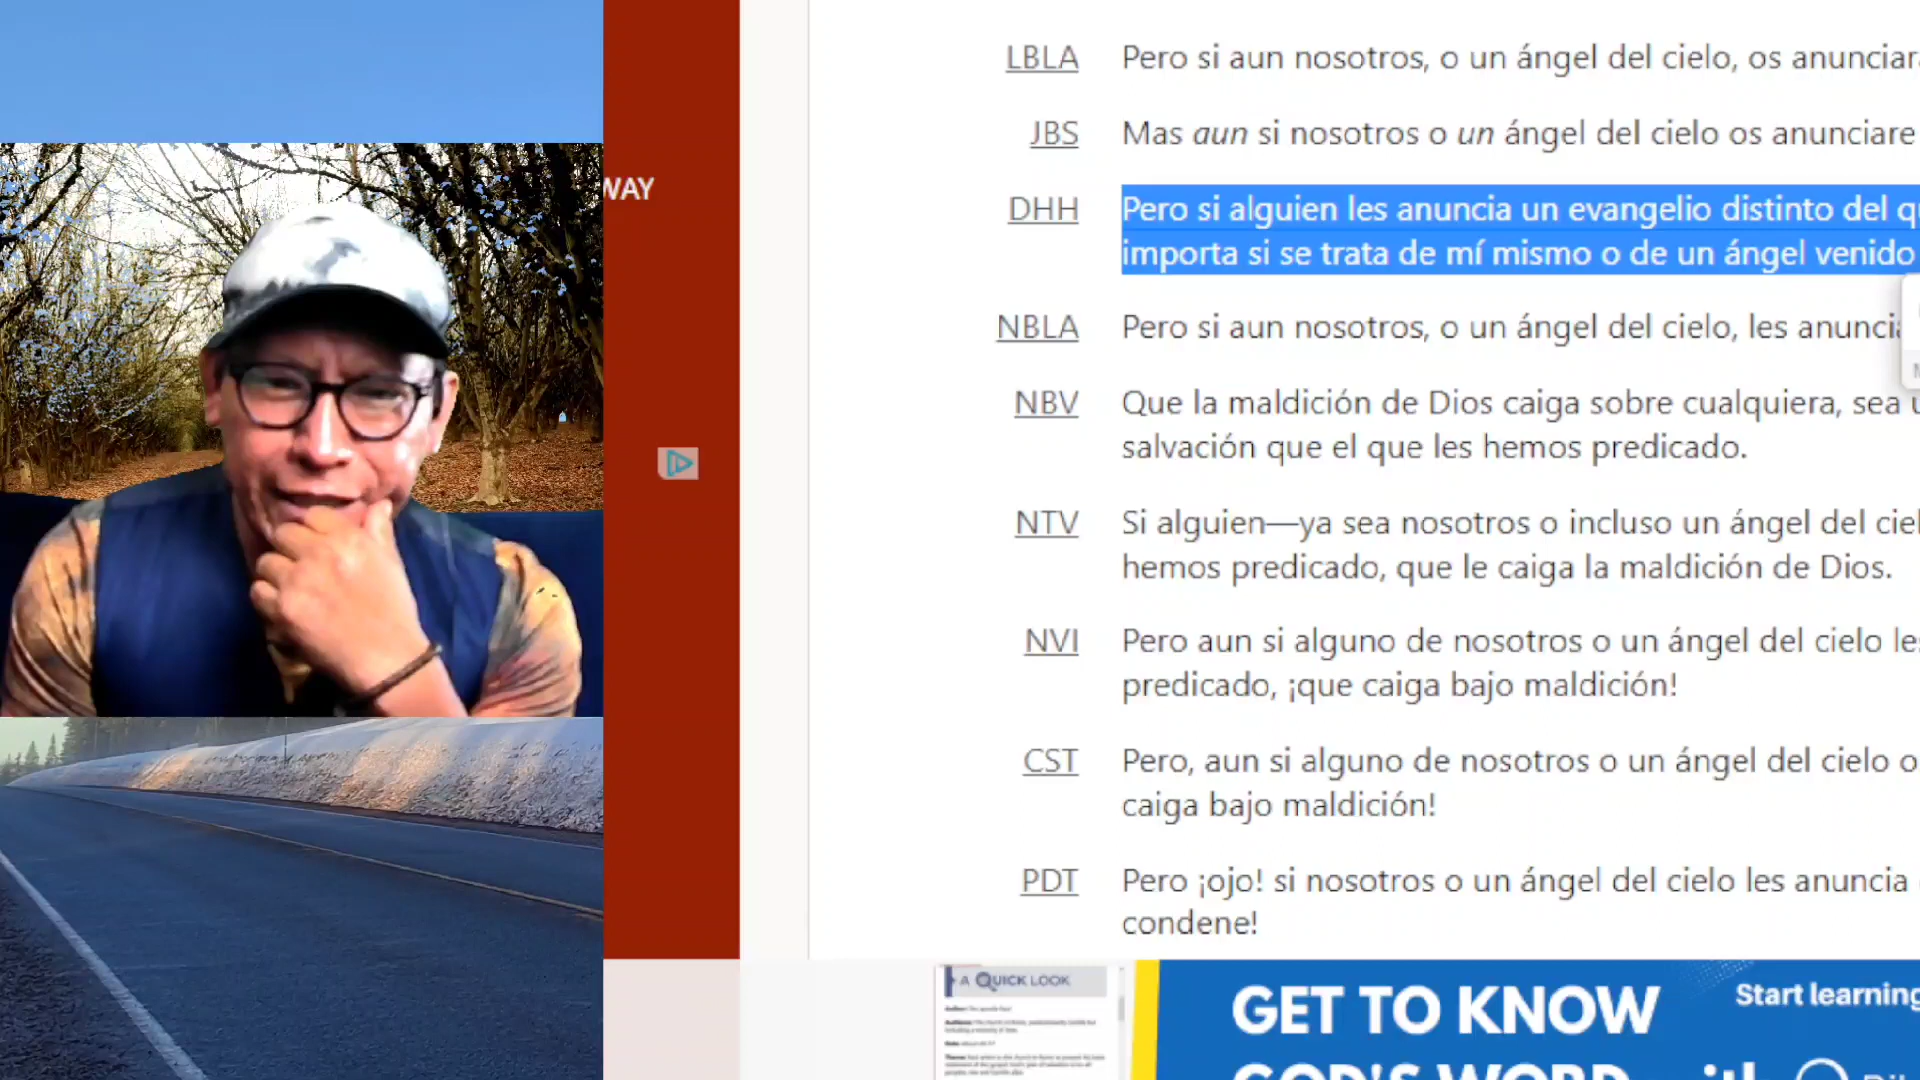 WAY
LBLA Pero si aun nosotros, o un ángel del cielo, os
JBS Mas aun si nosotros o un ángel del cielo os anunciare
DHH Pero si alguien les anuncia un evangelio distinto del
importa si se trata de mí mismo o de un ángel venido
NBLA Pero si aun nosotros, o un ángel del cielo, les
NBV Que la maldición de Dios caiga sobre cualquiera, sea
salvación que el que les hemos predicado.
NTV Si alguien—ya sea nosotros o incluso un ángel del
hemos predicado, que le caiga la maldición de Dios.
NVI Pero aun si alguno de nosotros o un ángel del cielo
predicado, ¡que caiga bajo maldición!
CST Pero, aun si alguno de nosotros o un ángel del cielo
caiga bajo maldición!
PDT Pero ¡ojo! si nosotros o un ángel del cielo les anuncia
condene!
A QUICK LOOK
GET TO KNOW
Start learning
GOD'S WORD